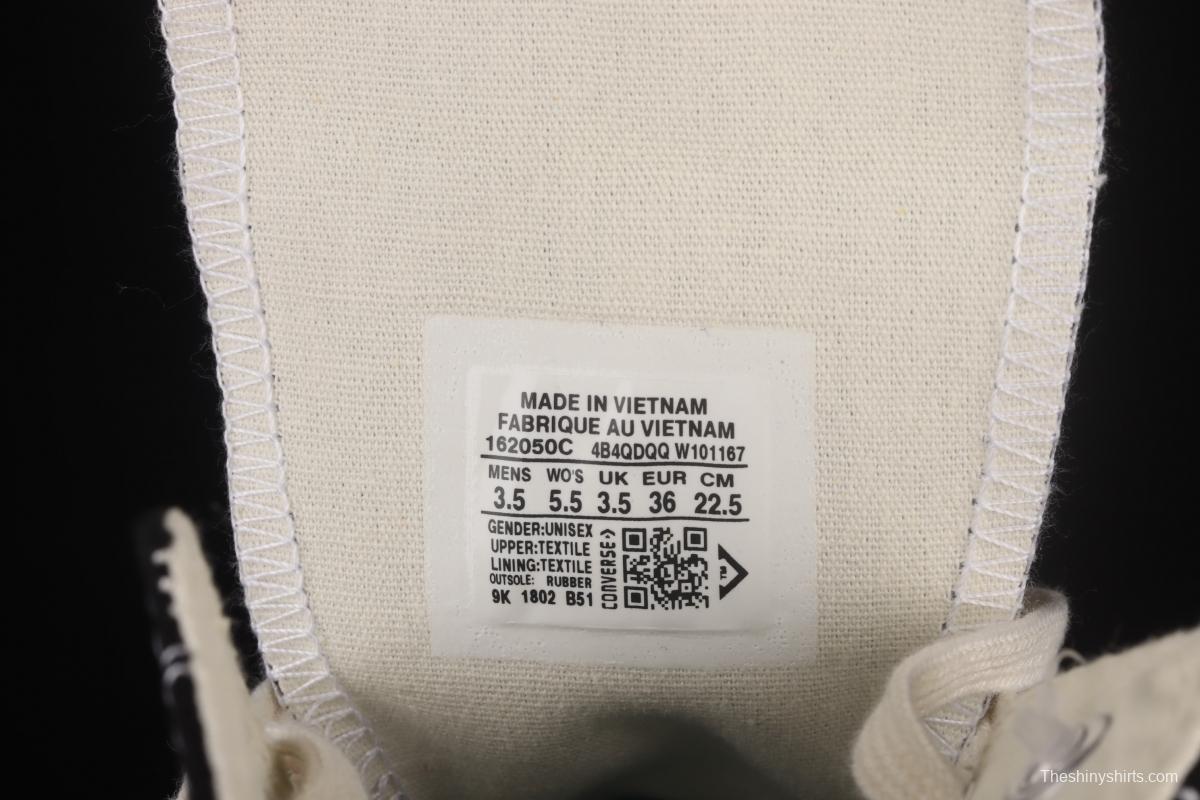 MADE IN VIETNAM
FABRIQUE AU VIETNAM
162050C 4B4QDQQ W101167
MENS WO'S UK EUR CM
3.5 5.5 3.5 36 22.5
GENDER:UNISEX
UPPER:TEXTILE
LINING:TEXTILE
OUTSOLE: RUBBER
9K 1802 B51
CONVERSE
TM
Theshinyshirts.com